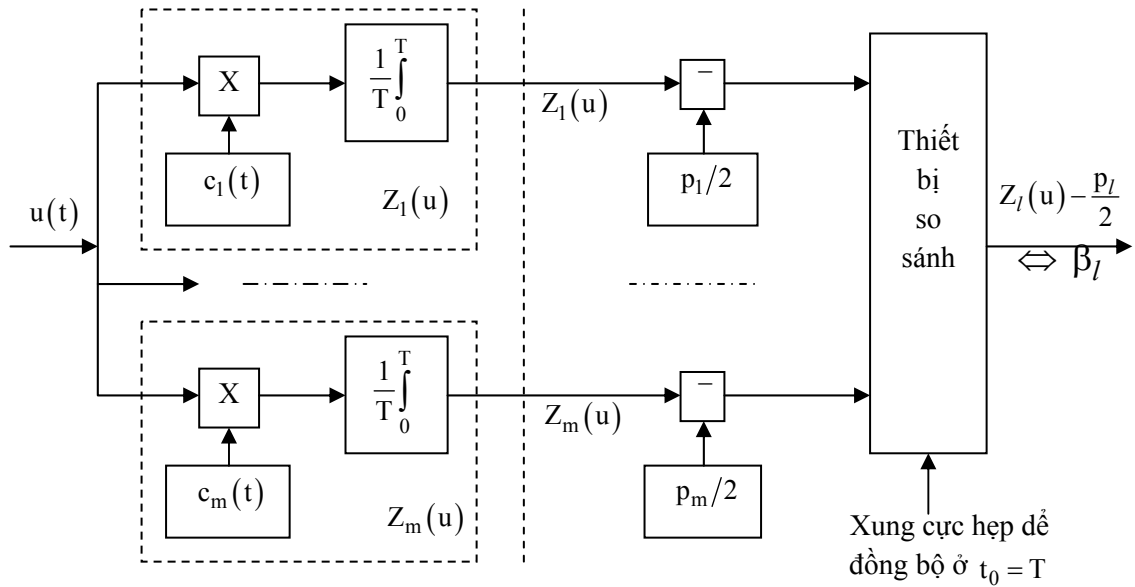 X
1/T ∫₀ᵀ
c₁(t)
Z₁(u)
Z₁(u)
−
p₁/2
u(t)
Thiết
bị
so
sánh
Z_l(u) − p_l/2
⇔ β_l
X
1/T ∫₀ᵀ
c_m(t)
Z_m(u)
Z_m(u)
−
p_m/2
Xung cực hẹp dể
đồng bộ ở t₀ = T